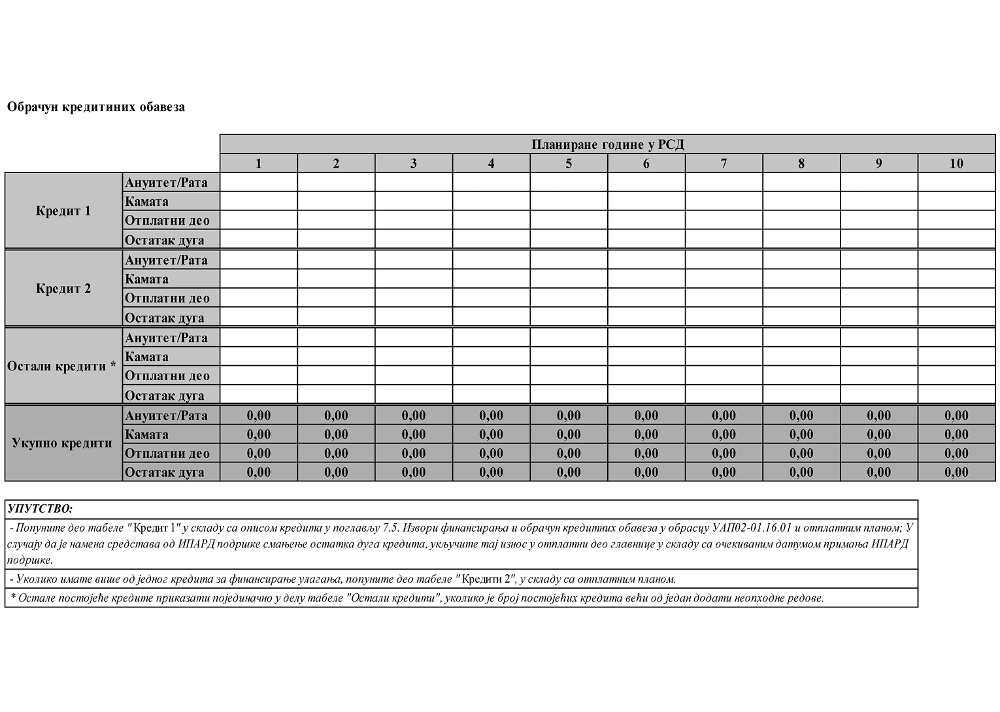 Обрачун кредитиних обавеза
Планиране године у РСД
1 2 3 4 5 6 7 8 9 10
Кредит 1
Ануитет/Рата
Камата
Отплатни део
Остатак дуга
Кредит 2
Ануитет/Рата
Камата
Отплатни део
Остатак дуга
Остали кредити *
Ануитет/Рата
Камата
Отплатни део
Остатак дуга
Укупно кредити
Ануитет/Рата 0,00 0,00 0,00 0,00 0,00 0,00 0,00 0,00 0,00 0,00
Камата 0,00 0,00 0,00 0,00 0,00 0,00 0,00 0,00 0,00 0,00
Отплатни део 0,00 0,00 0,00 0,00 0,00 0,00 0,00 0,00 0,00 0,00
Остатак дуга 0,00 0,00 0,00 0,00 0,00 0,00 0,00 0,00 0,00 0,00
УПУТСТВО:
- Попуните део табеле "Кредит 1" у складу са описом кредита у поглављу 7.5. Извори финансирања и обрачун кредитних обавеза у обрасцу УАП02-01.16.01 и отплатним планом; У
случају да је намена средстава од ИПАРД подршке смањење остатка дуга кредита, укључите тај износ у отплатни део главнице у складу са очекиваним датумом примања ИПАРД
подршке.
- Уколико имате више од једног кредита за финансирање улагања, попуните део табеле "Кредити 2", у складу са отплатним планом.
* Остале постојеће кредите приказати појединачно у делу табеле "Остали кредити", уколико је број постојећих кредита већи од један додати неопходне редове.